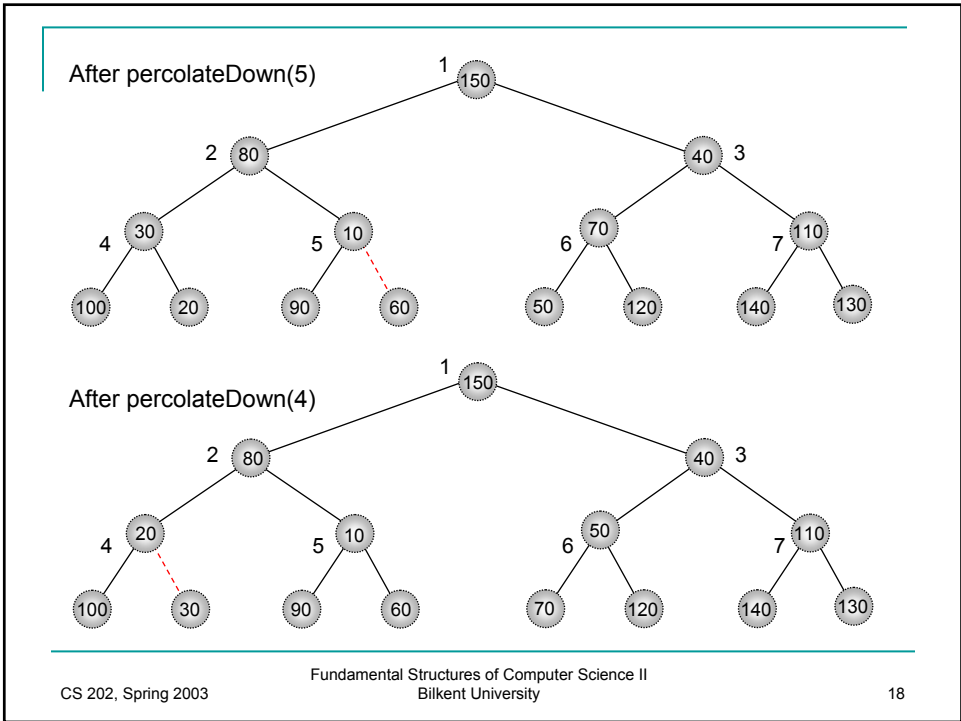 After percolateDown(5)
1
150
2 80 40 3
4 30 5 10 6 70 7 110
100 20 90 60 50 120 140 130
1
150
After percolateDown(4)
2 80 40 3
4 20 5 10 6 50 7 110
100 30 90 60 70 120 140 130
CS 202, Spring 2003
Fundamental Structures of Computer Science II
Bilkent University
18